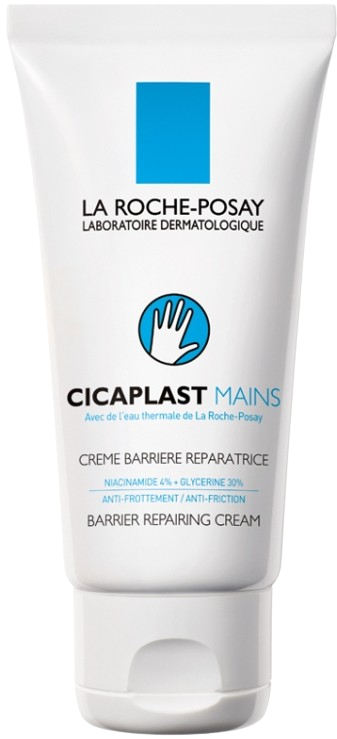 LA ROCHE-POSAY
LABORATOIRE DERMATOLOGIQUE
CICAPLAST MAINS
Avec de l'eau thermale de La Roche-Posay
CREME BARRIERE REPARATRICE
NIACINAMIDE 4% + GLYCERINE 30%
ANTI-FROTTEMENT / ANTI-FRICTION
BARRIER REPAIRING CREAM